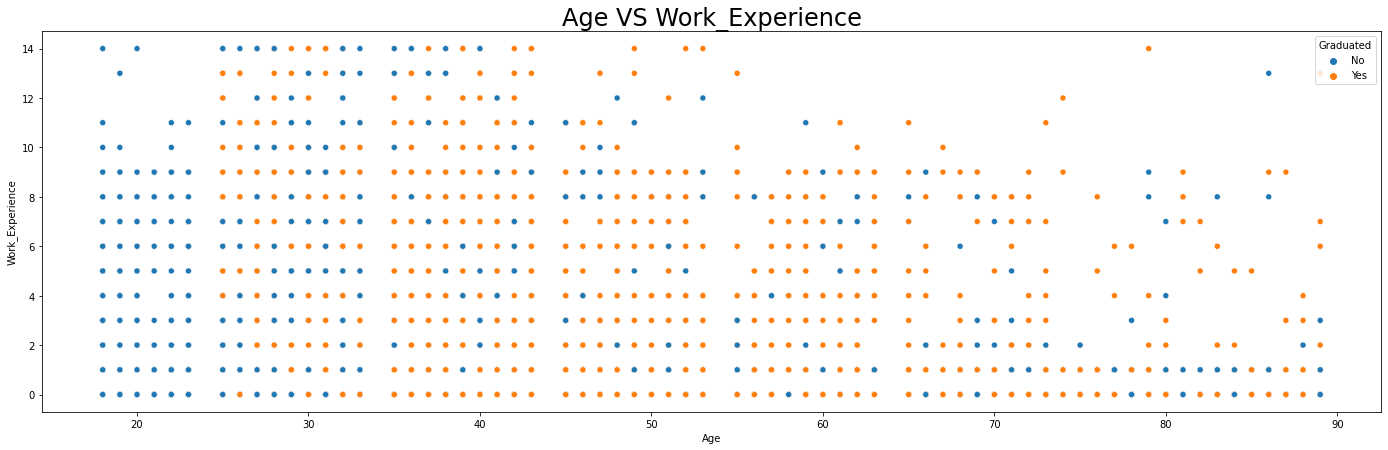 Age VS Work_Experience
Graduated
No
Yes
14
12
10
8
6
4
2
0
Work_Experience
20 30 40 50 60 70 80 90
Age